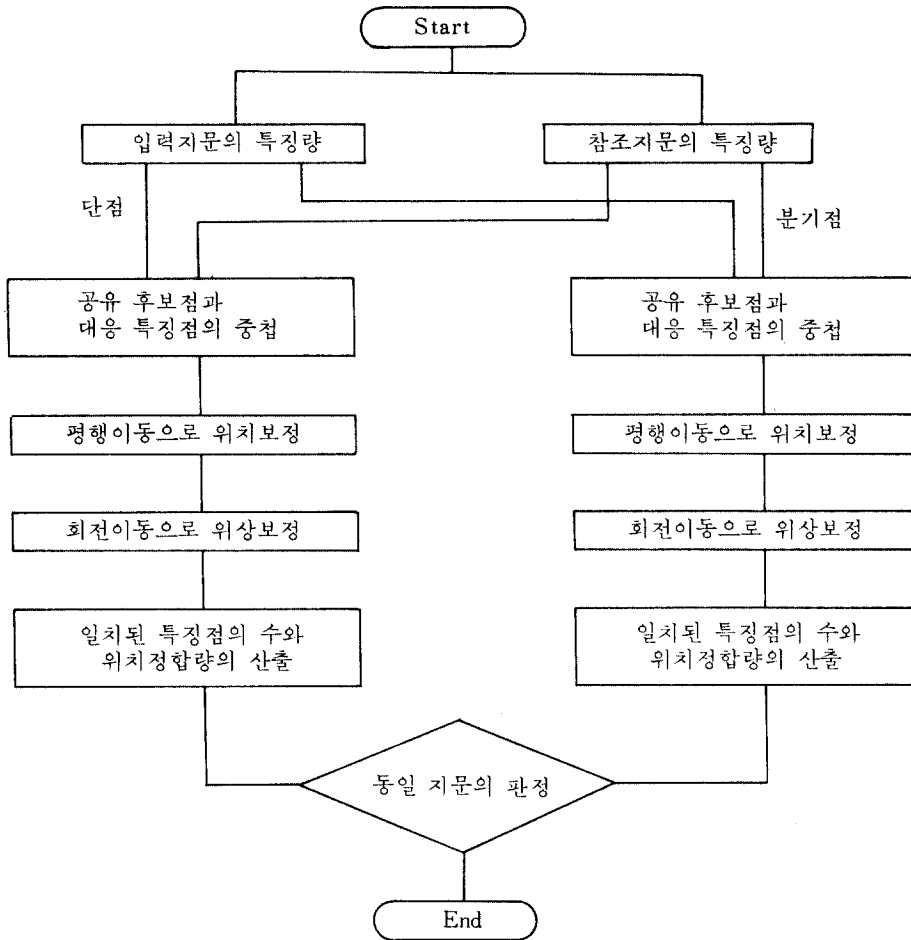 Start
입력지문의 특징량
참조지문의 특징량
단점
분기점
공유 후보점과
대응 특징점의 중첩
공유 후보점과
대응 특징점의 중첩
평행이동으로 위치보정
평행이동으로 위치보정
회전이동으로 위상보정
회전이동으로 위상보정
일치된 특징점의 수와
위치정합량의 산출
일치된 특징점의 수와
위치정합량의 산출
동일 지문의 판정
End